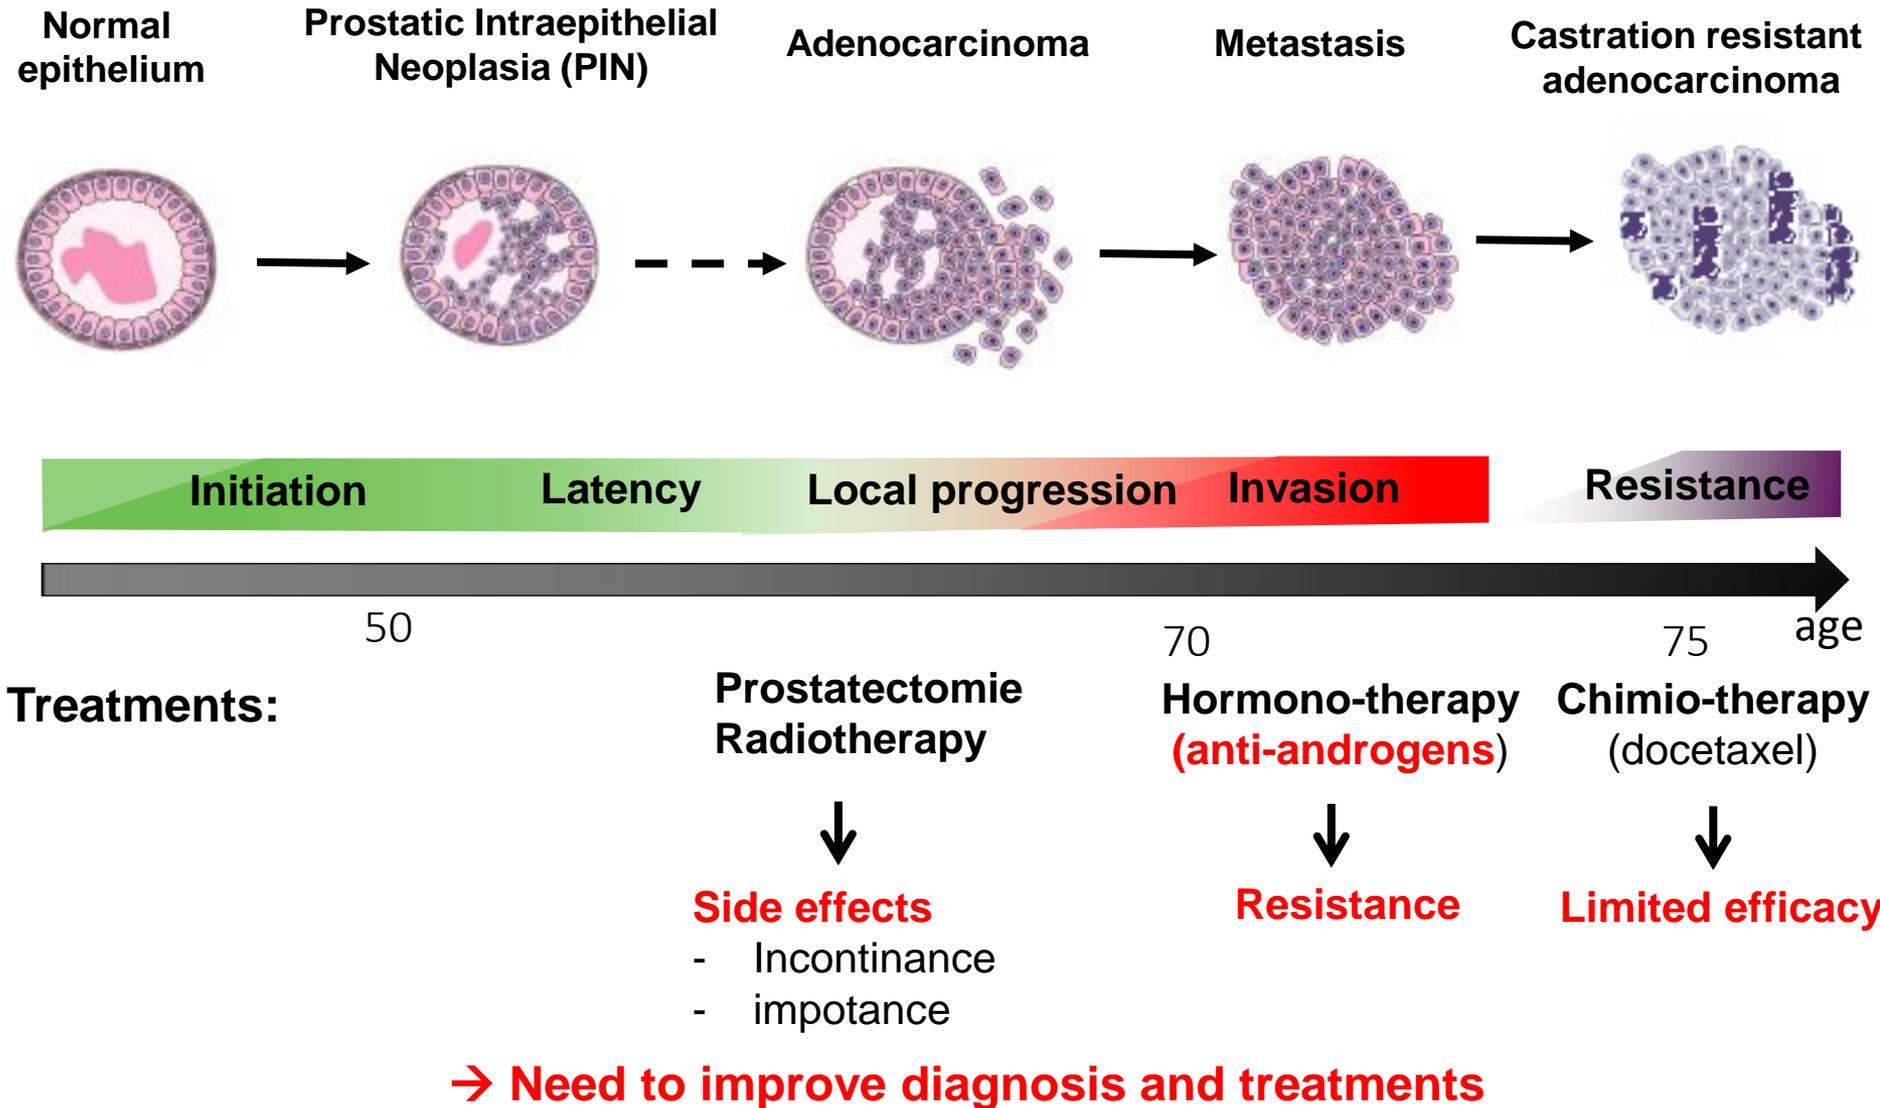 Normal
epithelium
Prostatic Intraepithelial
Neoplasia (PIN)
Adenocarcinoma
Metastasis
Castration resistant
adenocarcinoma
Initiation
Latency
Local progression
Invasion
Resistance
50
70
75
age
Treatments:
Prostatectomie
Radiotherapy
Hormono-therapy
(anti-androgens)
Chimio-therapy
(docetaxel)
Side effects
- Incontinance
- impotance
Resistance
Limited efficacy
→ Need to improve diagnosis and treatments